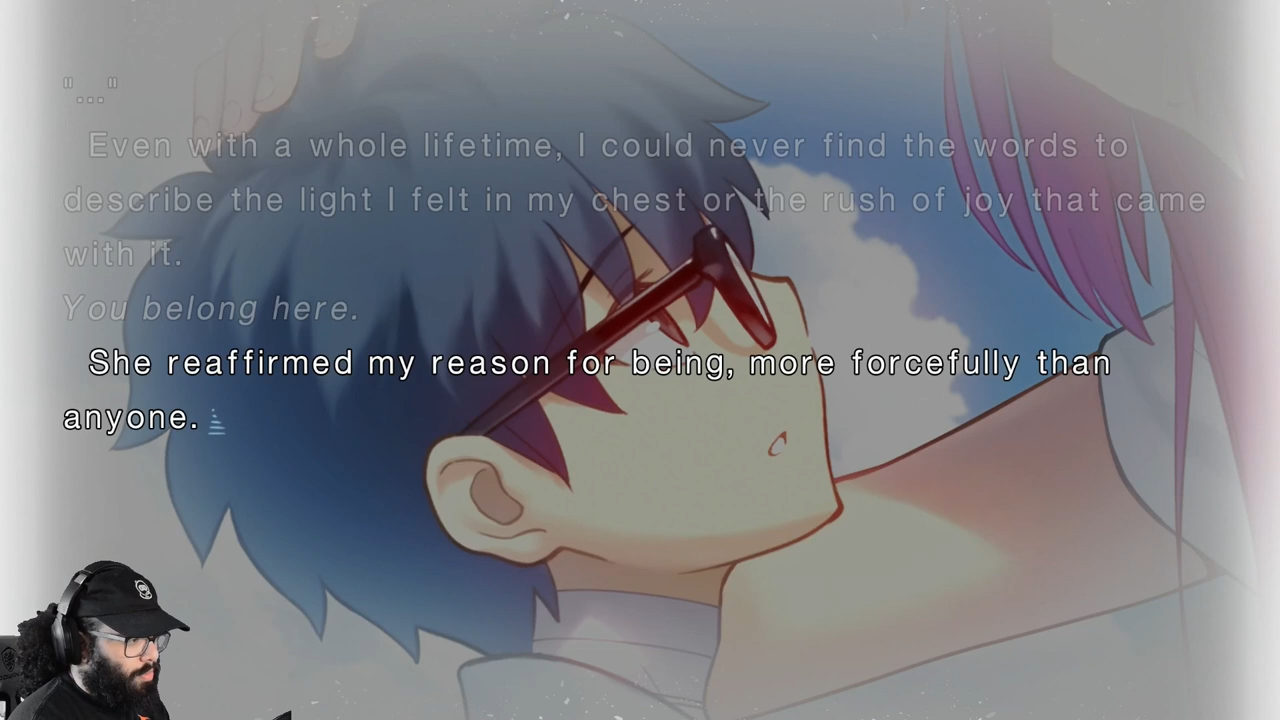 "..."
Even with a whole lifetime, I could never find the words to
describe the light I felt in my chest or the rush of joy that came
with it.
You belong here.
She reaffirmed my reason for being, more forcefully than
anyone.